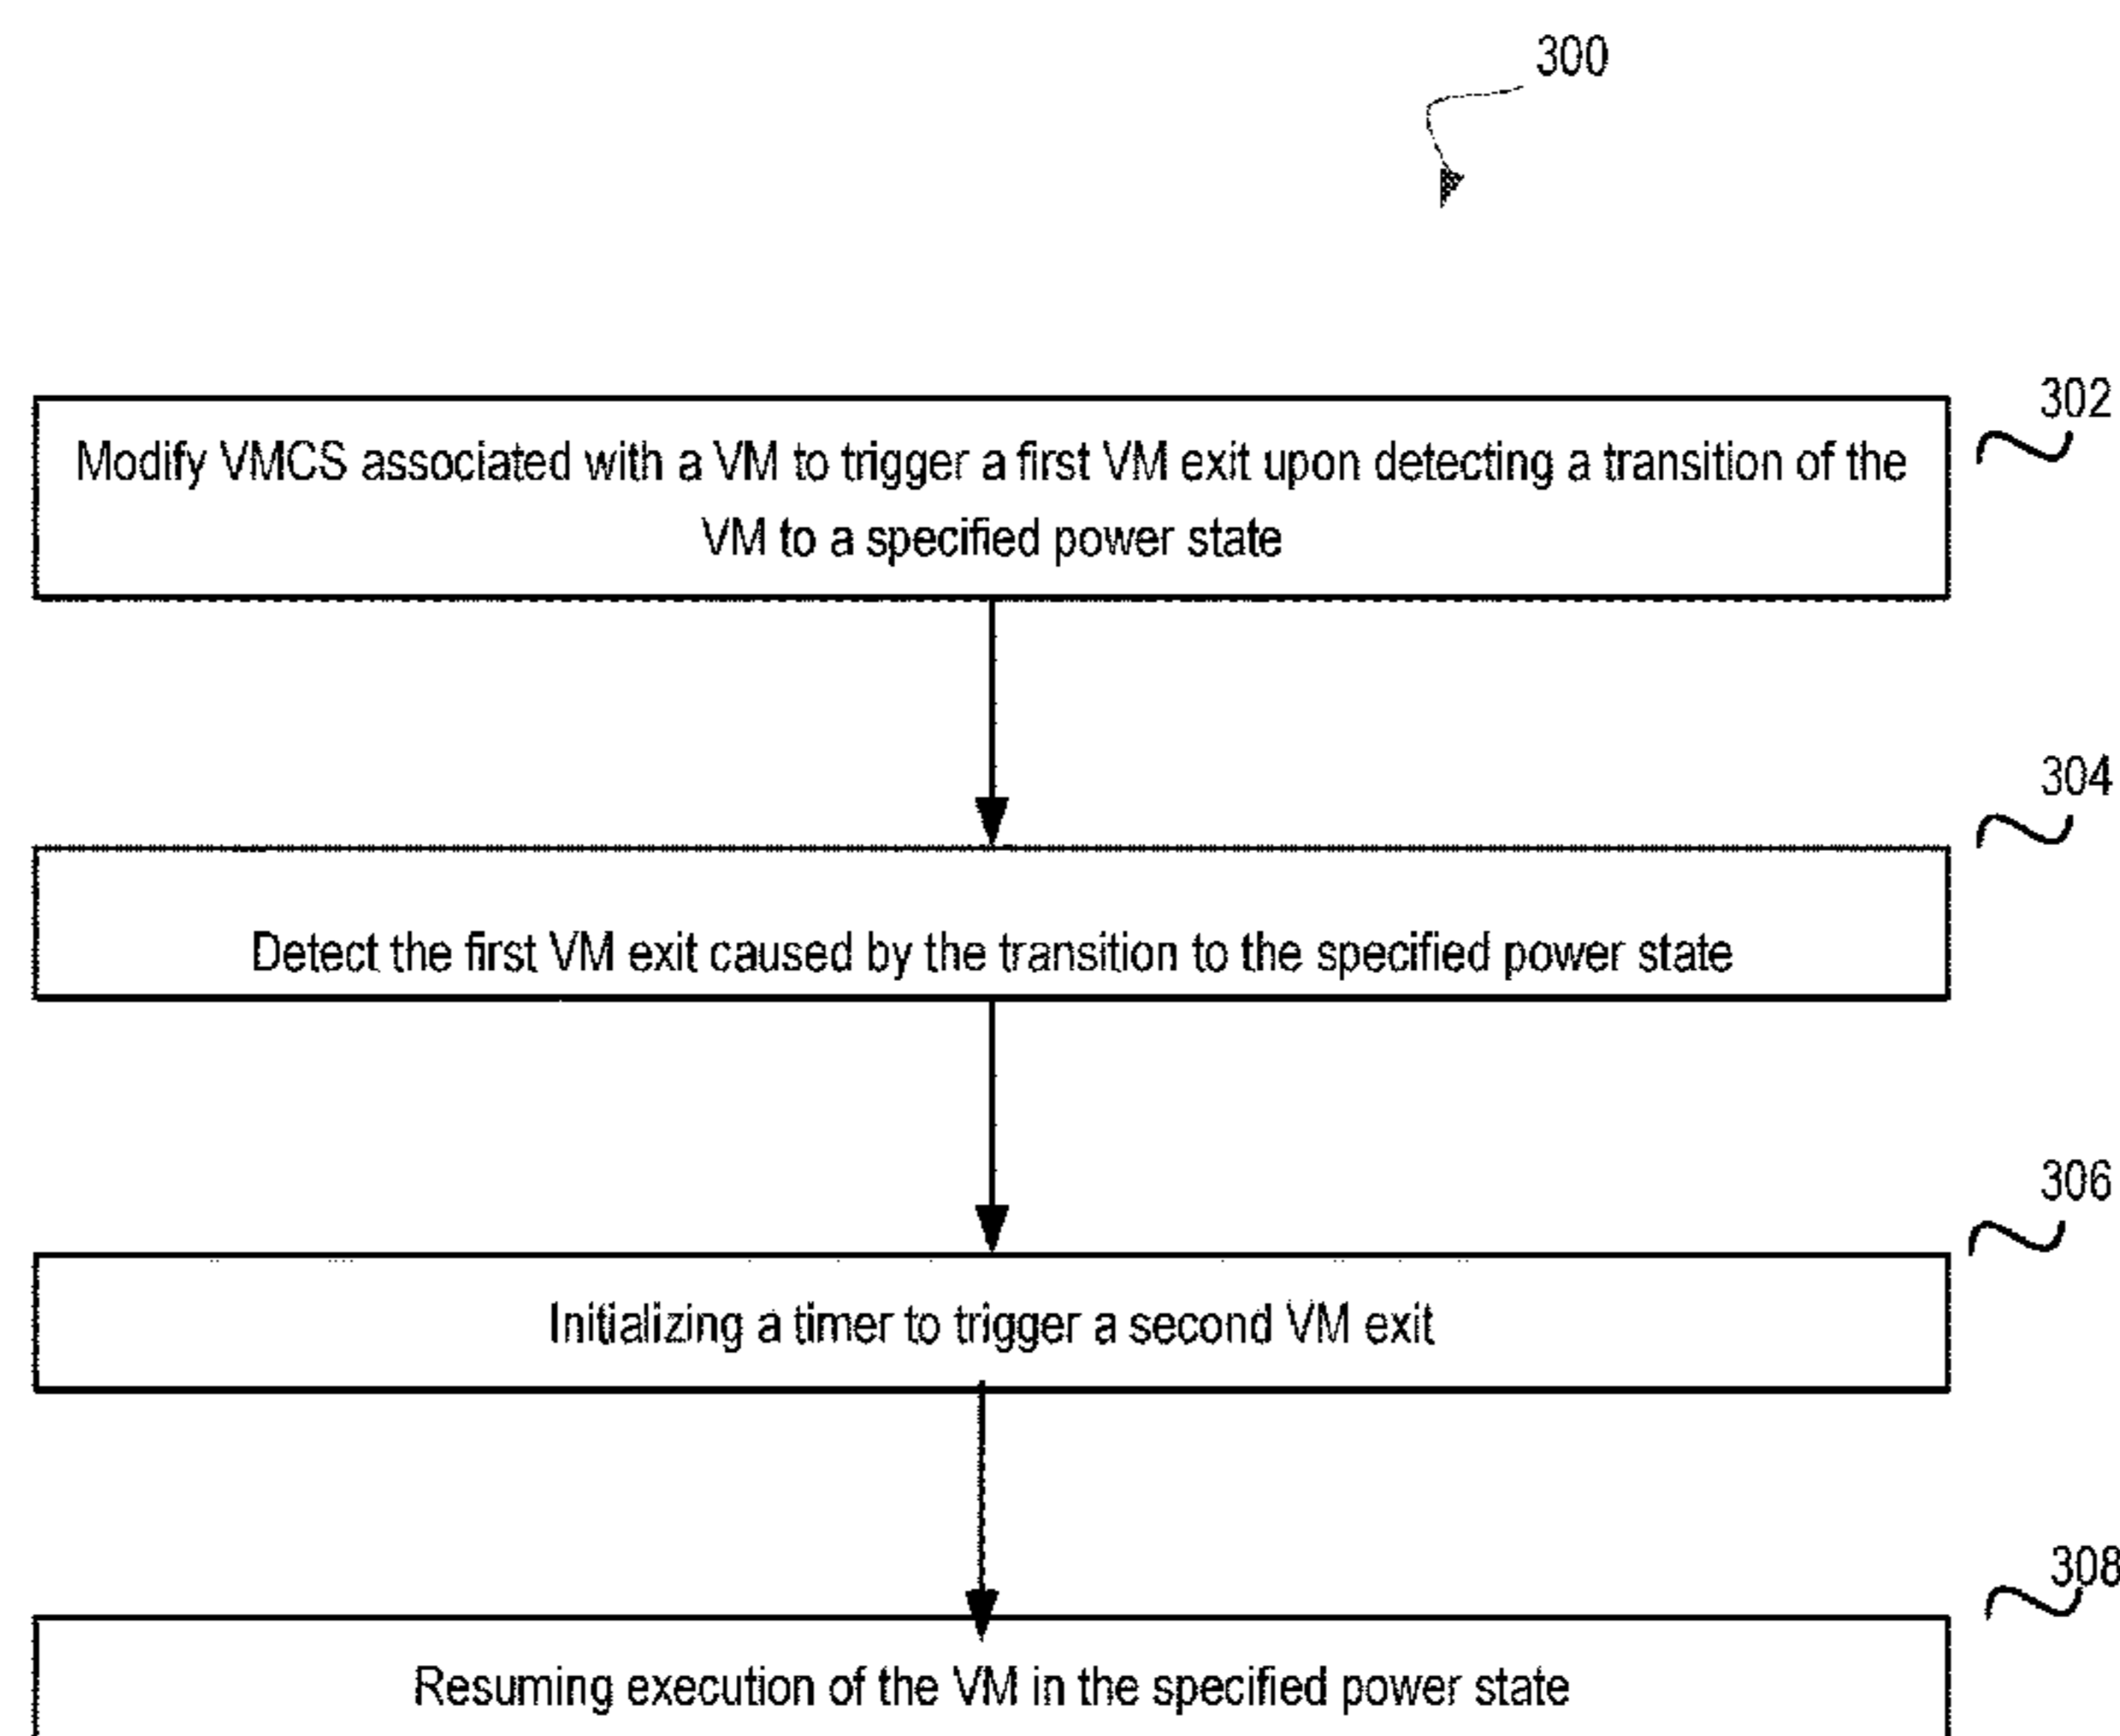 300
302
Modify VMCS associated with a VM to trigger a first VM exit upon detecting a transition of the
VM to a specified power state
304
Detect the first VM exit caused by the transition to the specified power state
306
Initializing a timer to trigger a second VM exit
308
Resuming execution of the VM in the specified power state